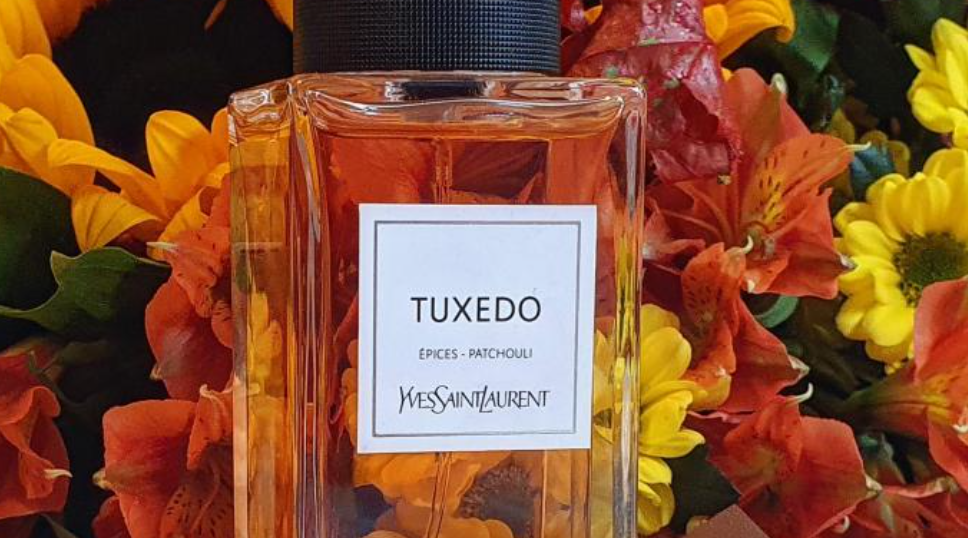 TUXEDO
ÉPICES - PATCHOULI
YVESSAINTLAURENT